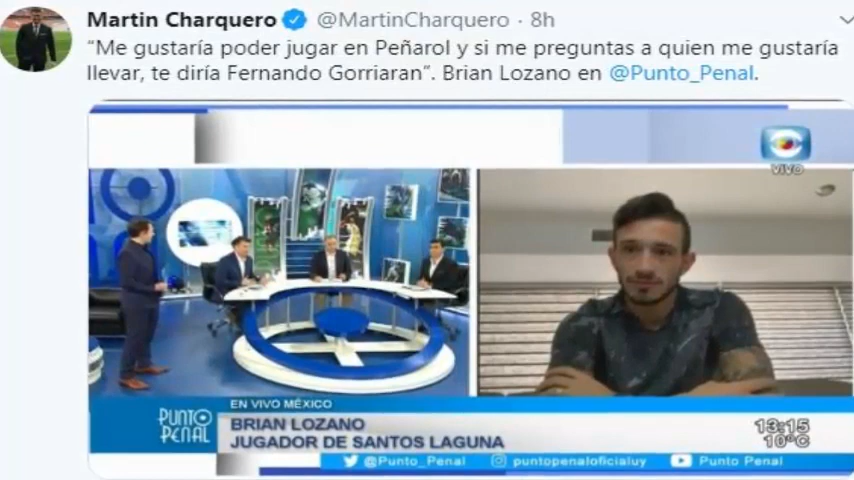 Martin Charquero @MartinCharquero · 8h
“Me gustaría poder jugar en Peñarol y si me preguntas a quien me gustaría
llevar, te diría Fernando Gorriaran”. Brian Lozano en @Punto_Penal.
VIVO
EN VIVO MÉXICO
PUNTO
PENAL
BRIAN LOZANO
JUGADOR DE SANTOS LAGUNA
13:15
10°C
@Punto_Penal puntopenaloficialuy Punto Penal